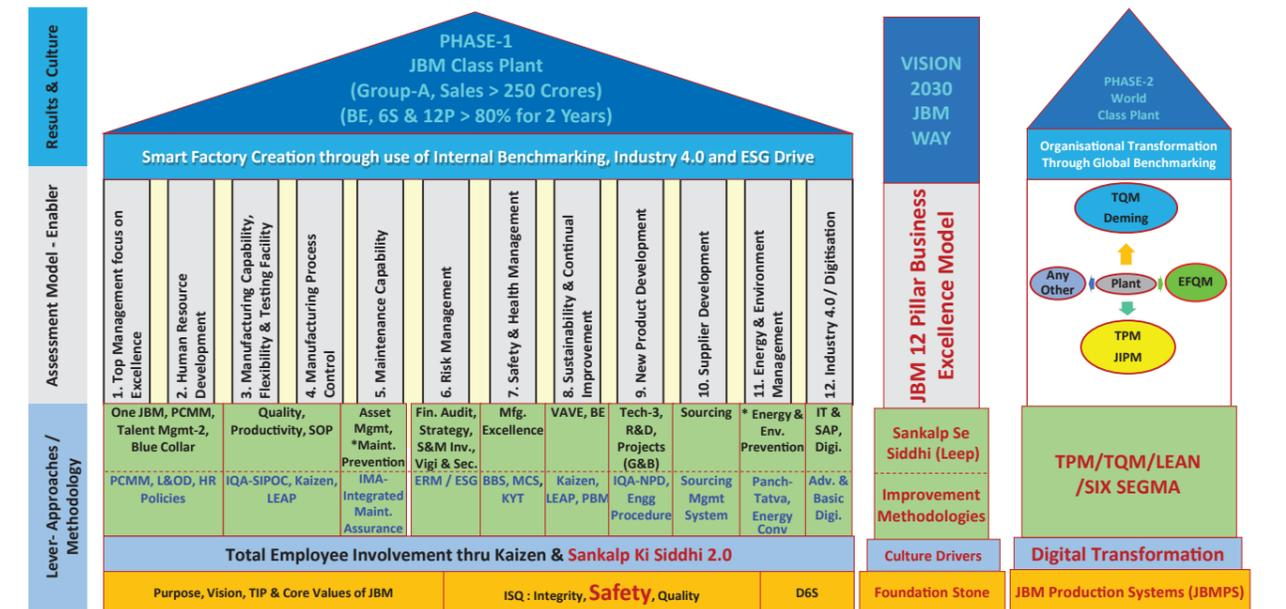 Results & Culture
PHASE-1
JBM Class Plant
(Group-A, Sales > 250 Crores)
(BE, 6S & 12P > 80% for 2 Years)
Smart Factory Creation through use of Internal Benchmarking, Industry 4.0 and ESG Drive
VISION
2030
JBM
WAY
PHASE-2
World
Class Plant
Organisational Transformation
Through Global Benchmarking
Assessment Model - Enabler
1. Top Management focus on
Excellence
2. Human Resource
Development
3. Manufacturing Capability,
Flexibility & Testing Facility
4. Manufacturing Process
Control
5. Maintenance Capability
6. Risk Management
7. Safety & Health Management
8. Sustainability & Continual
Improvement
9. New Product Development
10. Supplier Development
11. Energy & Environment
Management
12. Industry 4.0/ Digitisation
JBM 12 Pillar Business
Excellence Model
TQM
Deming
Any
Other
Plant
EFQM
TPM
JIPM
Lever- Approaches /
Methodology
One JBM, PCMM,
Talent Mgmt-2,
Blue Collar
Quality,
Productivity, SOP
Asset
Mgmt,
*Maint.
Prevention
Fin. Audit,
Strategy,
S&M Inv.,
Vigi & Sec.
Mfg.
Excellence
VAVE, BE
Tech-3,
R&D,
Projects
(G&B)
Sourcing
* Energy &
Env.
Prevention
IT &
SAP,
Digi.
PCMM, L&OD, HR
Policies
IQA-SIPOC, Kaizen,
LEAP
IMA-
Integrated
Maint.
Assurance
ERM / ESG
BBS, MCS,
KYT
Kaizen,
LEAP, PBM
IQA-NPD,
Engg
Procedure
Sourcing
Mgmt
System
Panch-
Tatva,
Energy
Conv
Adv. &
Basic
Digi.
Sankalp Se
Siddhi (Leep)
Improvement
Methodologies
TPM/TQM/LEAN
/SIX SEGMA
Total Employee Involvement thru Kaizen & Sankalp Ki Siddhi 2.0
Culture Drivers
Digital Transformation
Purpose, Vision, TIP & Core Values of JBM
ISQ : Integrity, Safety, Quality
D6S
Foundation Stone
JBM Production Systems (JBMPS)